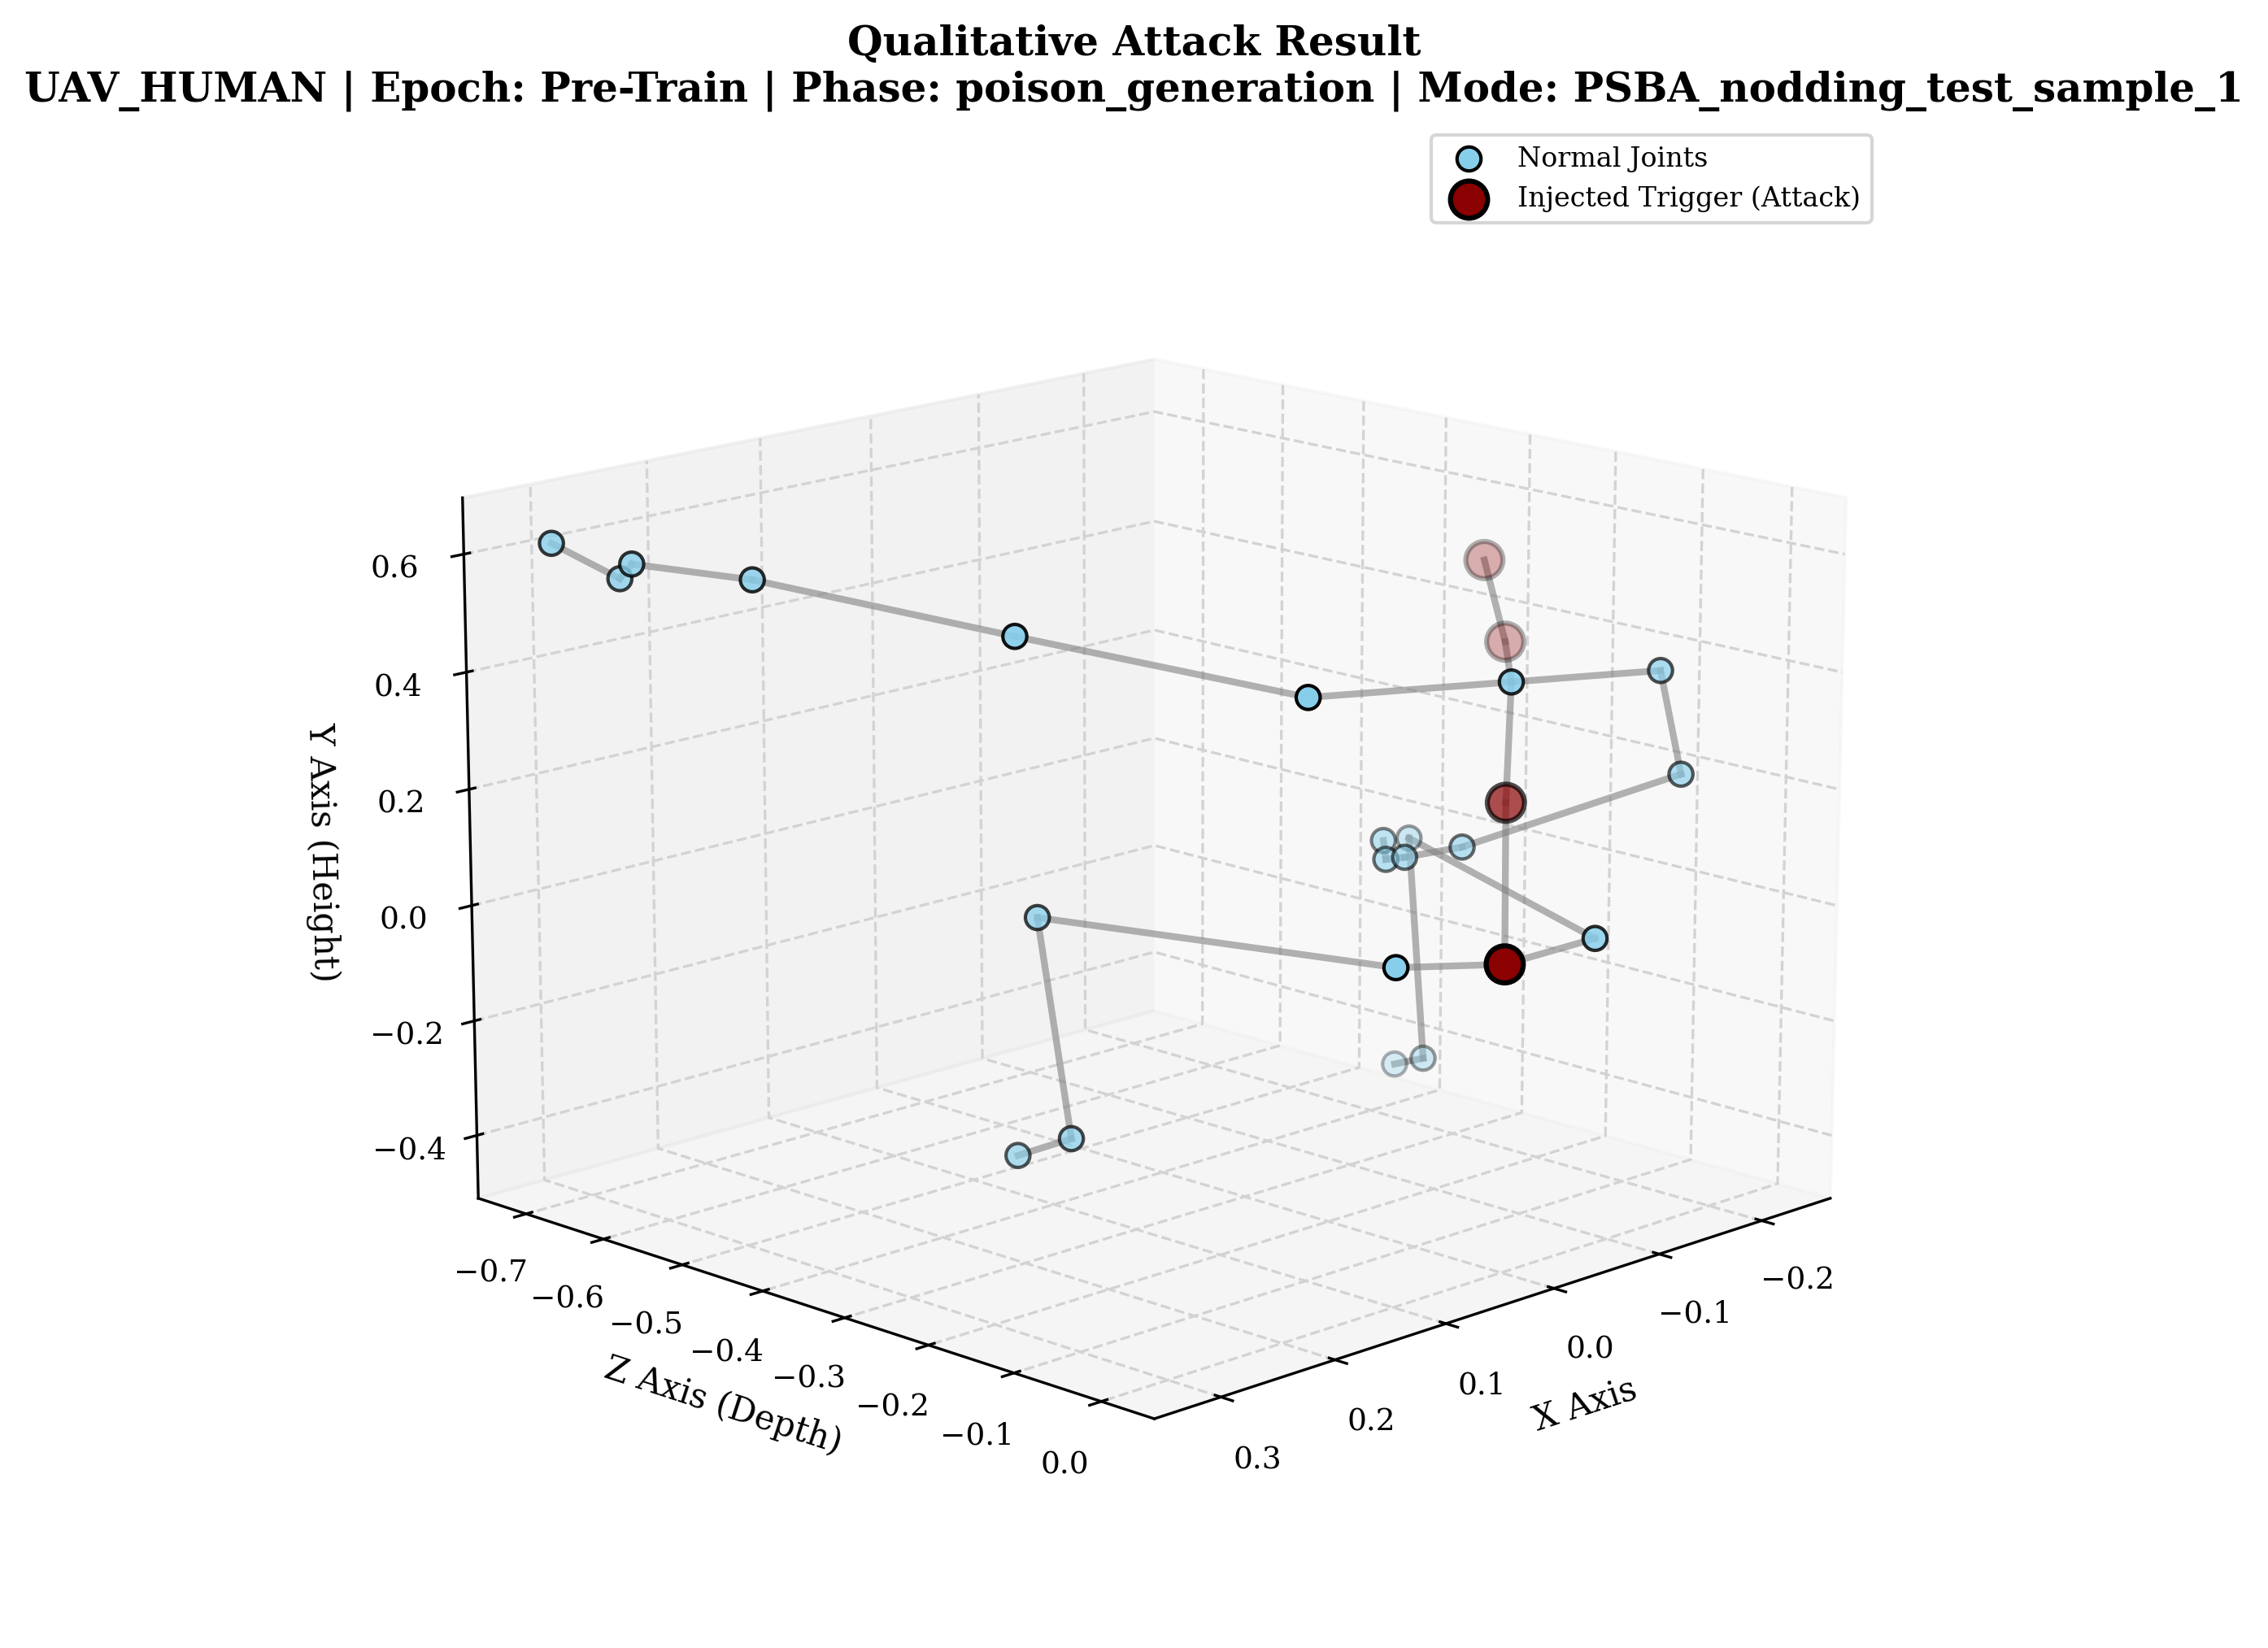 Qualitative Attack Result
UAV_HUMAN | Epoch: Pre-Train | Phase: poison_generation | Mode: PSBA_nodding_test_sample_1
Normal Joints
Injected Trigger (Attack)
0.6
0.4
0.2
0.0
−0.2
−0.4
Y Axis (Height)
−0.7
−0.6
−0.5
−0.4
−0.3
−0.2
−0.1
0.0
Z Axis (Depth)
0.3
0.2
0.1
0.0
−0.1
−0.2
X Axis